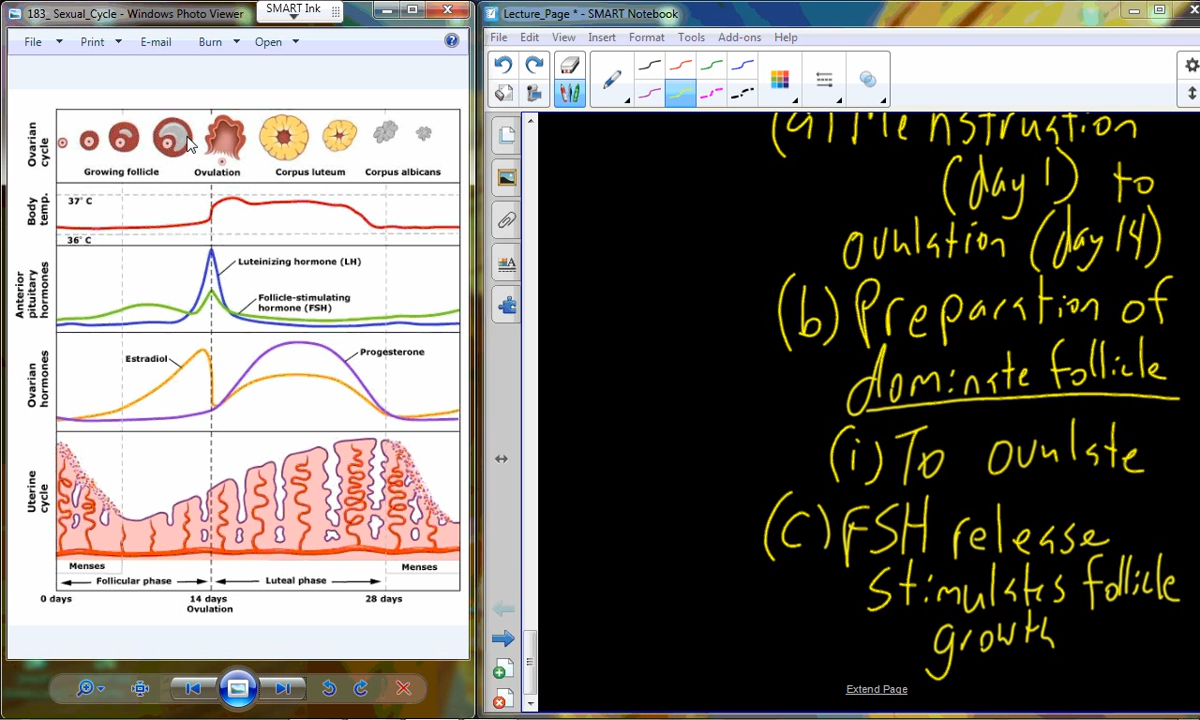 183_ Sexual_Cycle - Windows Photo Viewer
SMART Ink
File Print E-mail Burn Open
Ovarian
cycle
Growing follicle Ovulation Corpus luteum Corpus albicans
Body
temp.
37° C
36° C
Anterior
pituitary
hormones
Luteinizing hormone (LH)
Follicle-stimulating
hormone (FSH)
Ovarian
hormones
Estradiol
Progesterone
Uterine
cycle
Menses
Menses
Follicular phase
Luteal phase
0 days 14 days 28 days
Ovulation
Lecture_Page * - SMART Notebook
File Edit View Insert Format Tools Add-ons Help
(a) Menstruation
(day 1) to
ovulation (day 14)
(b) Preparation of
dominate follicle
(i) To ovulate
(c) FSH release
stimulates follicle
growth
Extend Page